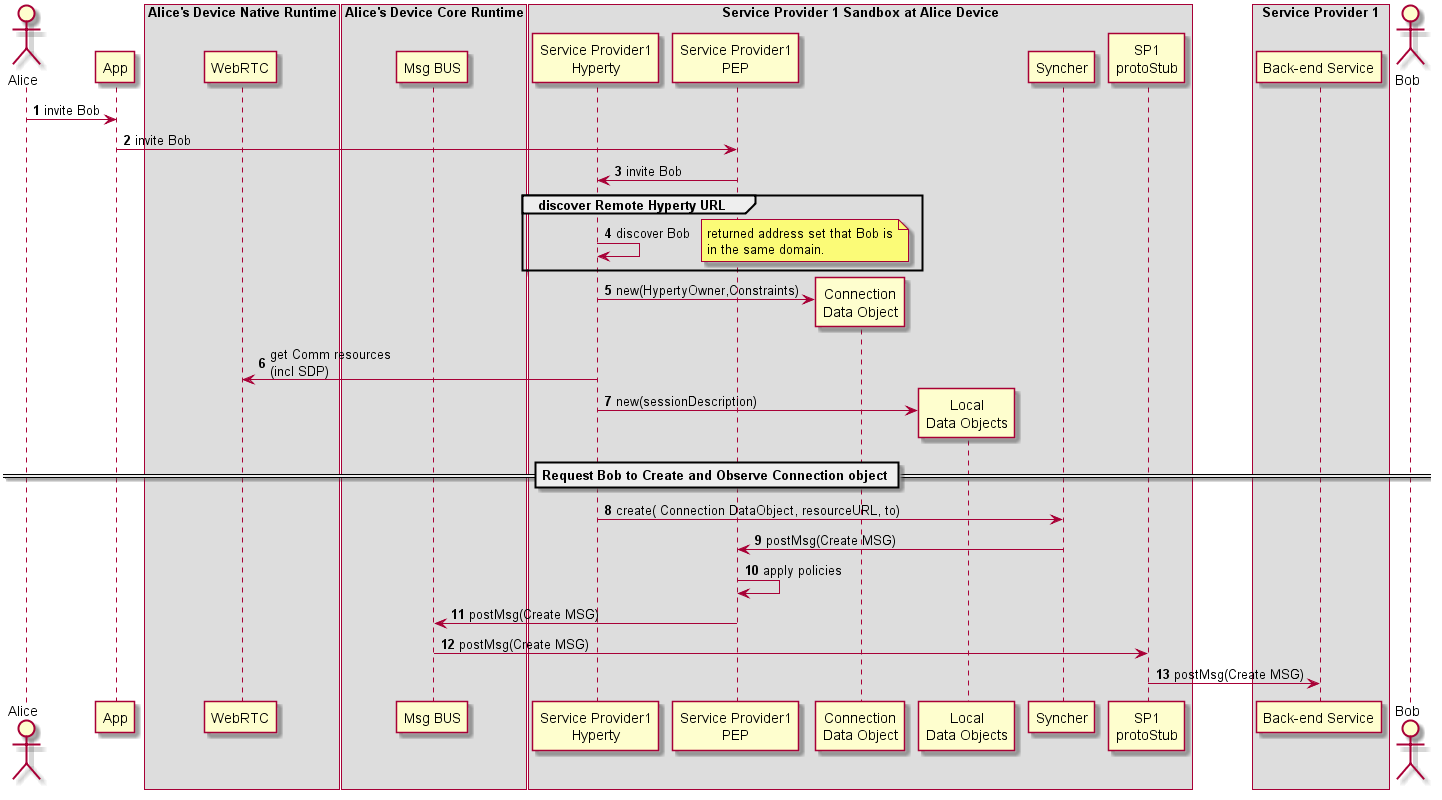 Alice's Device Native Runtime
Alice's Device Core Runtime
Service Provider 1 Sandbox at Alice Device
Service Provider 1
Alice
App
WebRTC
Msg BUS
Service Provider1
Hyperty
Service Provider1
PEP
Syncher
SP1
protoStub
Back-end Service
Bob
1 invite Bob
2 invite Bob
3 invite Bob
discover Remote Hyperty URL
4 discover Bob
returned address set that Bob is
in the same domain.
5 new(HypertyOwner,Constraints)
Connection
Data Object
6 get Comm resources
(incl SDP)
7 new(sessionDescription)
Local
Data Objects
Request Bob to Create and Observe Connection object
8 create( Connection DataObject, resourceURL, to)
9 postMsg(Create MSG)
10 apply policies
11 postMsg(Create MSG)
12 postMsg(Create MSG)
13 postMsg(Create MSG)
Alice
App
WebRTC
Msg BUS
Service Provider1
Hyperty
Service Provider1
PEP
Connection
Data Object
Local
Data Objects
Syncher
SP1
protoStub
Back-end Service
Bob